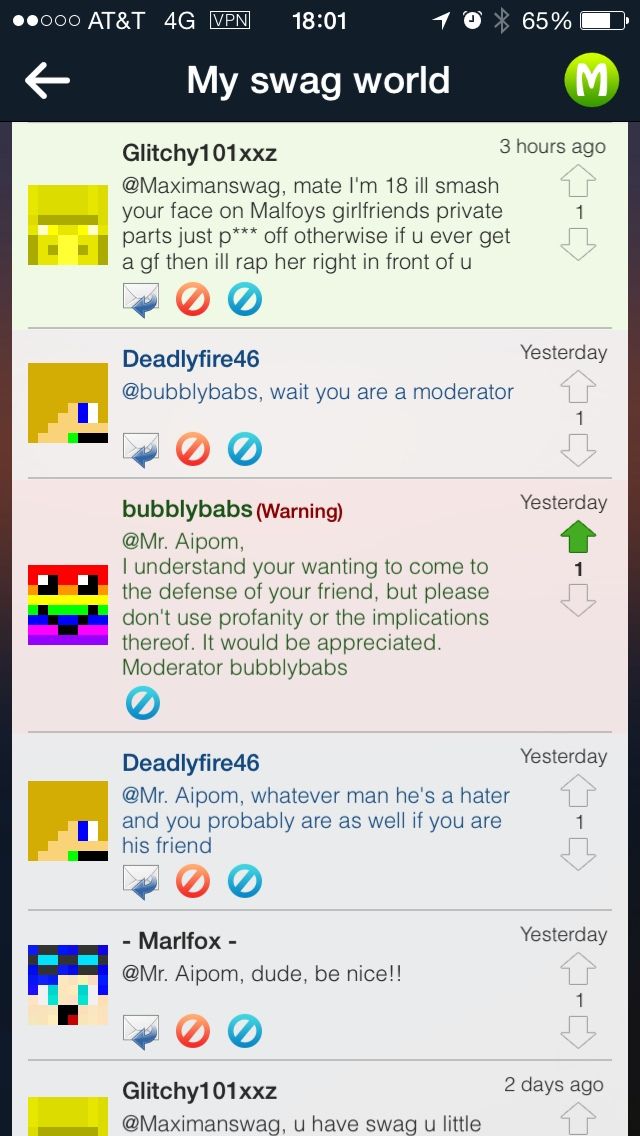 AT&T 4G VPN 18:01 65%
My swag world
M
Glitchy101xxz
3 hours ago
@Maximanswag, mate I'm 18 ill smash
your face on Malfoys girlfriends private
parts just p*** off otherwise if u ever get
a gf then ill rap her right in front of u
1
Deadlyfire46
Yesterday
@bubblybabs, wait you are a moderator
1
bubblybabs (Warning)
Yesterday
@Mr. Aipom,
I understand your wanting to come to
the defense of your friend, but please
don't use profanity or the implications
thereof. It would be appreciated.
Moderator bubblybabs
1
Deadlyfire46
Yesterday
@Mr. Aipom, whatever man he's a hater
and you probably are as well if you are
his friend
1
- Marlfox -
Yesterday
@Mr. Aipom, dude, be nice!!
1
Glitchy101xxz
2 days ago
@Maximanswag, u have swag u little